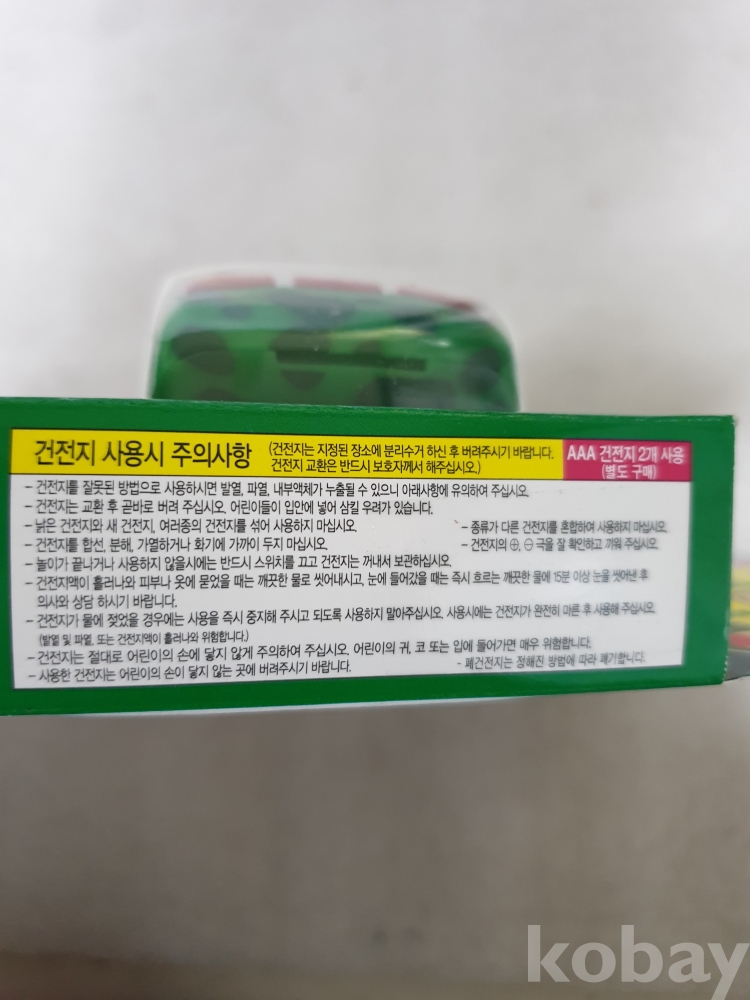 건전지 사용시 주의사항
(건전지는 지정된 장소에 분리수거 하신 후 버려주시기 바랍니다.
건전지 교환은 반드시 보호자께서 해주십시오.)
AAA 건전지 2개 사용
(별도 구매)
- 건전지를 잘못된 방법으로 사용하시면 발열, 파열, 내부액체가 누출될 수 있으니 아래사항에 유의하여 주십시오.
- 건전지는 교환 후 곧바로 버려 주십시오. 어린이들이 입안에 넣어 삼킬 우려가 있습니다.
- 낡은 건전지와 새 건전지, 여러종의 건전지를 섞어 사용하지 마십시오. - 종류가 다른 건전지를 혼합하여 사용하지 마십시오.
- 건전지를 합선, 분해, 가열하거나 화기에 가까이 두지 마십시오. - 건전지의 ⊕, ⊖ 극을 잘 확인하고 끼워 주십시오.
- 놀이가 끝나거나 사용하지 않을시에는 반드시 스위치를 끄고 건전지는 꺼내서 보관하십시오.
- 건전지액이 흘러나와 피부나 옷에 묻었을 때는 깨끗한 물로 씻어내시고, 눈에 들어갔을 때는 즉시 흐르는 깨끗한 물에 15분 이상 눈을 씻어낸 후
의사와 상담 하시기 바랍니다.
- 건전지가 물에 젖었을 경우에는 사용을 즉시 중지해 주시고 되도록 사용하지 말아주십시오. 사용시에는 건전지가 완전히 마른 후 사용해 주십시오.
(발열 및 파열, 또는 건전지액이 흘러나와 위험합니다.)
- 건전지는 절대로 어린이의 손에 닿지 않게 주의하여 주십시오. 어린이의 귀, 코 또는 입에 들어가면 매우 위험합니다.
- 사용한 건전지는 어린이의 손이 닿지 않는 곳에 버려주시기 바랍니다. - 폐건전지는 정해진 방법에 따라 폐기합니다.
kobay